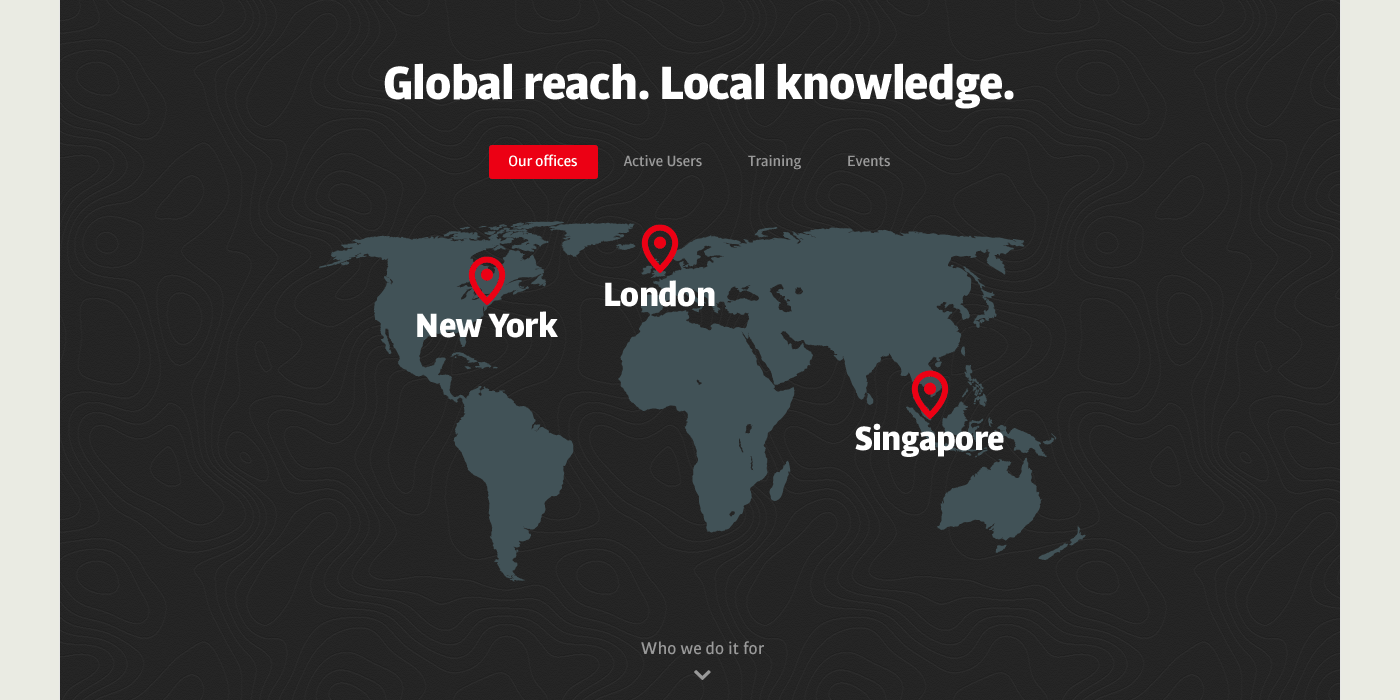 Global reach. Local knowledge.
Our offices
Active Users
Training
Events
London
New York
Singapore
Who we do it for